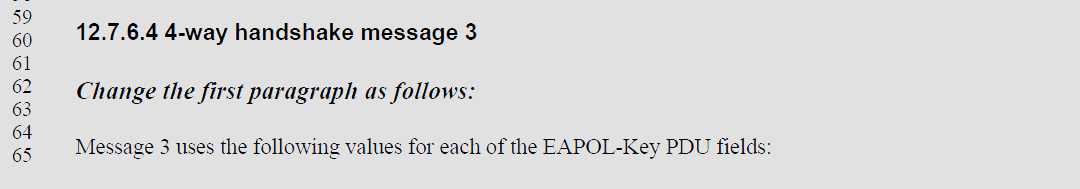 59
60 12.7.6.4 4-way handshake message 3
61
62 Change the first paragraph as follows:
63
64
65 Message 3 uses the following values for each of the EAPOL-Key PDU fields: